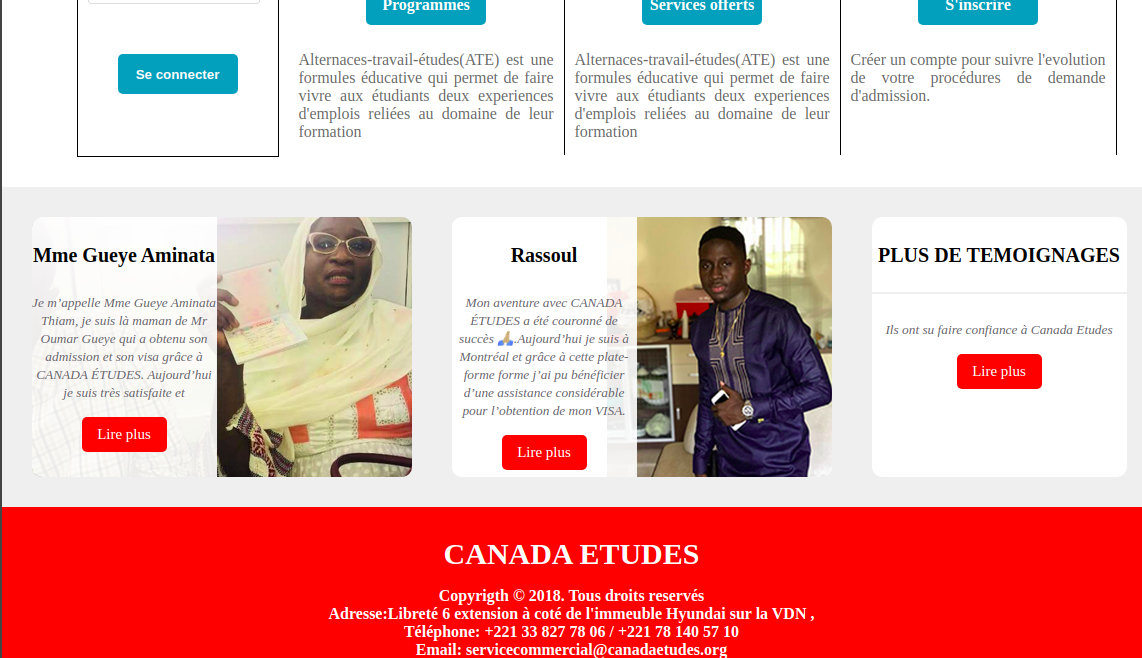 Programmes
Services offerts
S'inscrire
Se connecter
Alternaces-travail-études(ATE) est une
formules éducative qui permet de faire
vivre aux étudiants deux experiences
d'emplois reliées au domaine de leur
formation
Alternaces-travail-études(ATE) est une
formules éducative qui permet de faire
vivre aux étudiants deux experiences
d'emplois reliées au domaine de leur
formation
Créer un compte pour suivre l'evolution
de votre procédures de demande
d'admission.
Mme Gueye Aminata
Je m’appelle Mme Gueye Aminata
Thiam, je suis là maman de Mr
Oumar Gueye qui a obtenu son
admission et son visa grâce à
CANADA ÉTUDES. Aujourd’hui
je suis très satisfaite et
Lire plus
Rassoul
Mon aventure avec CANADA
ÉTUDES a été couronné de
succès 🙏🏼.Aujourd’hui je suis à
Montréal et grâce à cette plate-
forme forme j’ai pu bénéficier
d’une assistance considérable
pour l’obtention de mon VISA.
Lire plus
PLUS DE TEMOIGNAGES
Ils ont su faire confiance à Canada Etudes
Lire plus
CANADA ETUDES
Copyrigth © 2018. Tous droits reservés
Adresse:Libreté 6 extension à coté de l'immeuble Hyundai sur la VDN ,
Téléphone: +221 33 827 78 06 / +221 78 140 57 10
Email: servicecommercial@canadaetudes.org